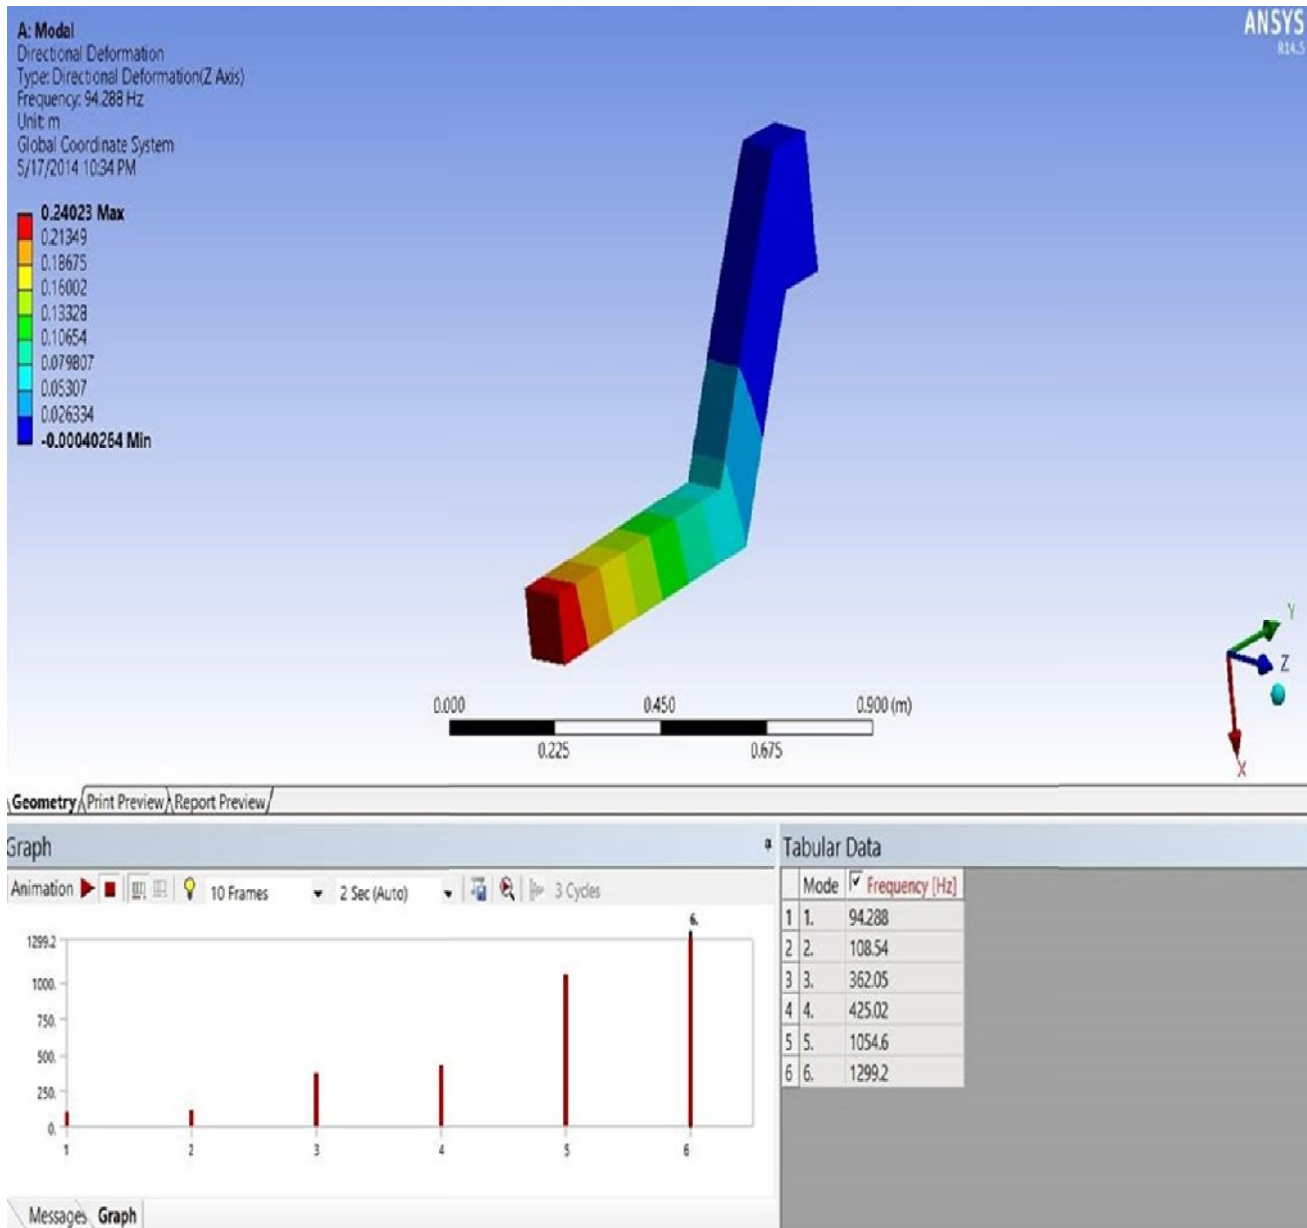 A: Modal
Directional Deformation
Type: Directional Deformation(Z Axis)
Frequency: 94.288 Hz
Unit: m
Global Coordinate System
5/17/2014 10:34 PM
ANSYS
R14.5
0.24023 Max
0.21349
0.18675
0.16002
0.13328
0.10654
0.079807
0.05307
0.026334
-0.00040264 Min
Y
Z
X
0.000 0.450 0.900 (m)
0.225 0.675
Geometry Print Preview Report Preview
Graph
Animation 10 Frames 2 Sec (Auto) 3 Cycles
6.
1299.2
1000.
750.
500.
250.
0.
1 2 3 4 5 6
Messages Graph
Tabular Data
Mode Frequency [Hz]
1 1. 94.288
2 2. 108.54
3 3. 362.05
4 4. 425.02
5 5. 1054.6
6 6. 1299.2